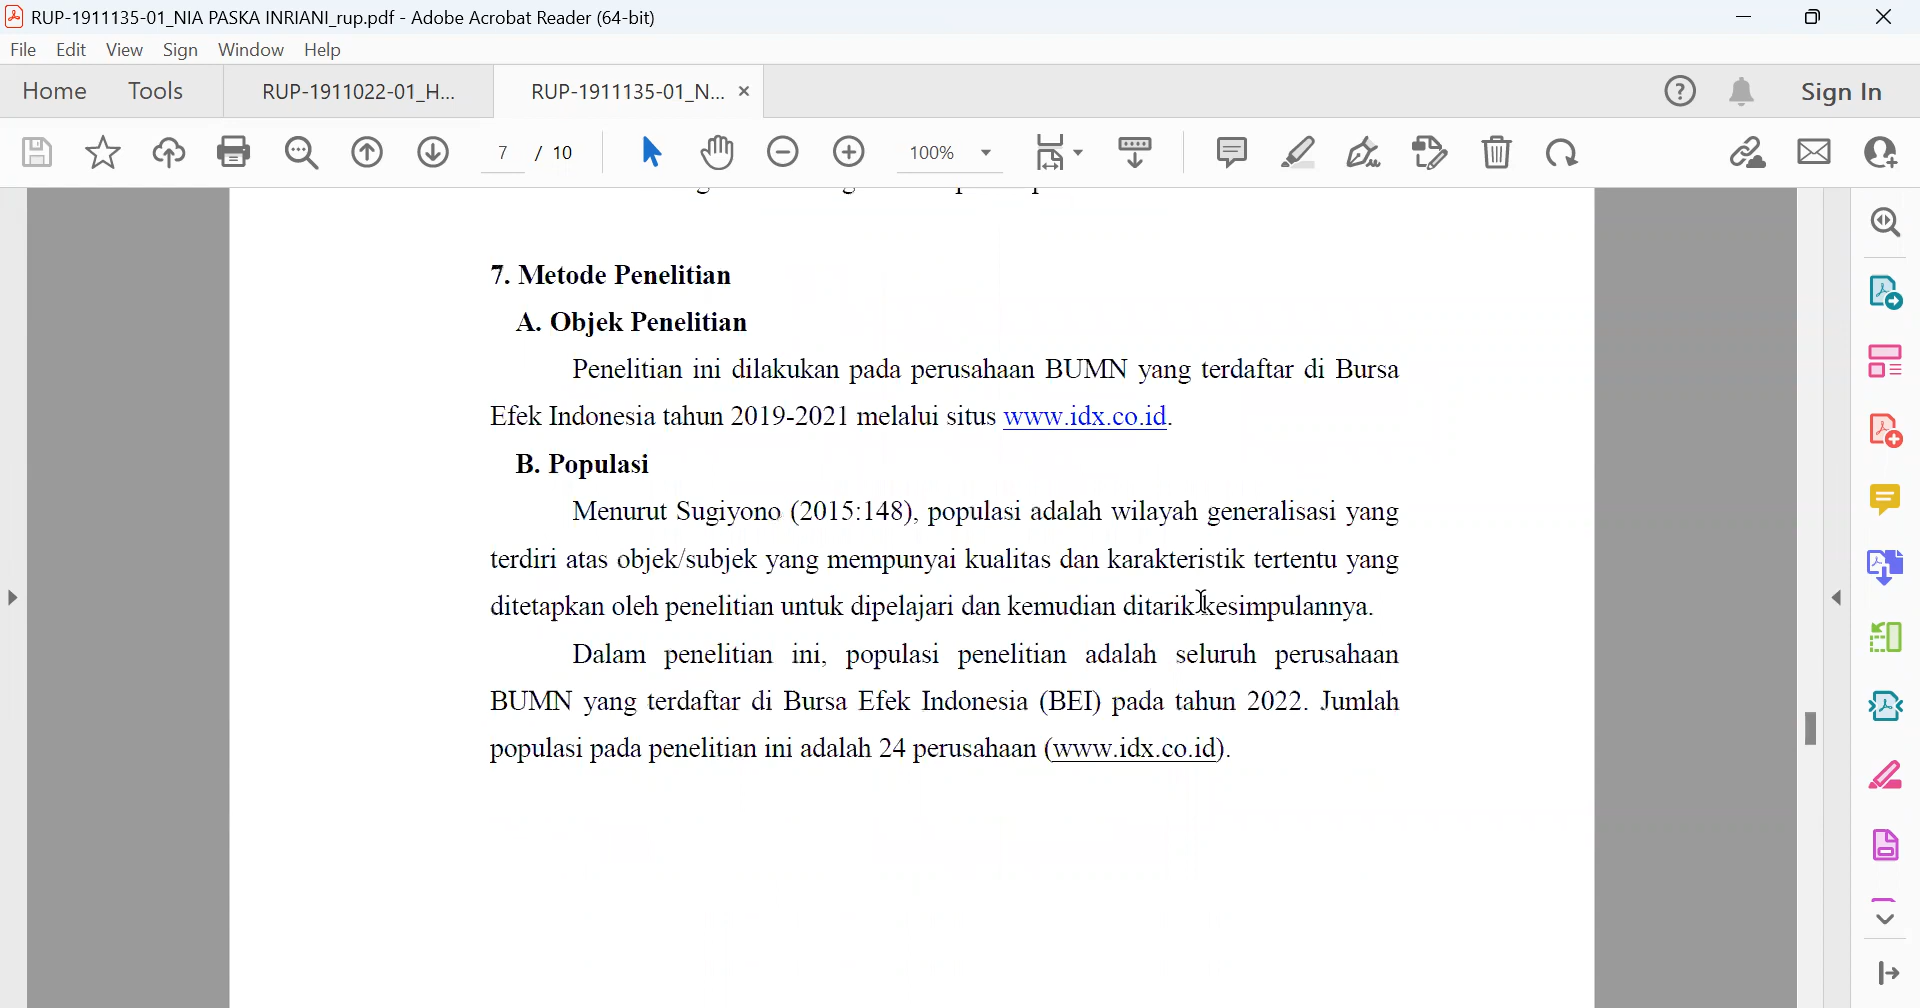 RUP-1911135-01_NIA PASKA INRIANI_rup.pdf - Adobe Acrobat Reader (64-bit)
File Edit View Sign Window Help
Home Tools RUP-1911022-01_H... RUP-1911135-01_N... × Sign In
7 / 10 100%
7. Metode Penelitian
A. Objek Penelitian
Penelitian ini dilakukan pada perusahaan BUMN yang terdaftar di Bursa
Efek Indonesia tahun 2019-2021 melalui situs www.idx.co.id.
B. Populasi
Menurut Sugiyono (2015:148), populasi adalah wilayah generalisasi yang
terdiri atas objek/subjek yang mempunyai kualitas dan karakteristik tertentu yang
ditetapkan oleh penelitian untuk dipelajari dan kemudian ditarik kesimpulannya.
Dalam penelitian ini, populasi penelitian adalah seluruh perusahaan
BUMN yang terdaftar di Bursa Efek Indonesia (BEI) pada tahun 2022. Jumlah
populasi pada penelitian ini adalah 24 perusahaan (www.idx.co.id).